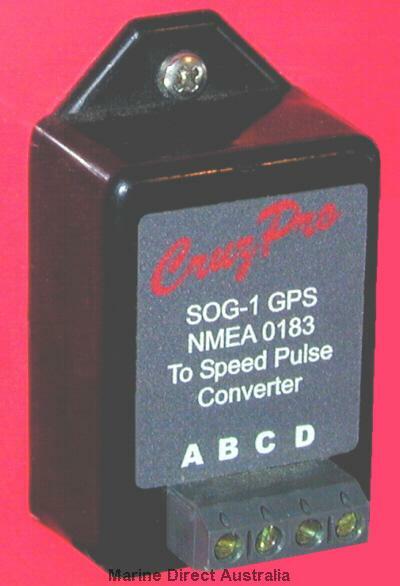 CruzPro
SOG-1 GPS
NMEA 0183
To Speed Pulse
Converter
A B C D
Marine Direct Australia